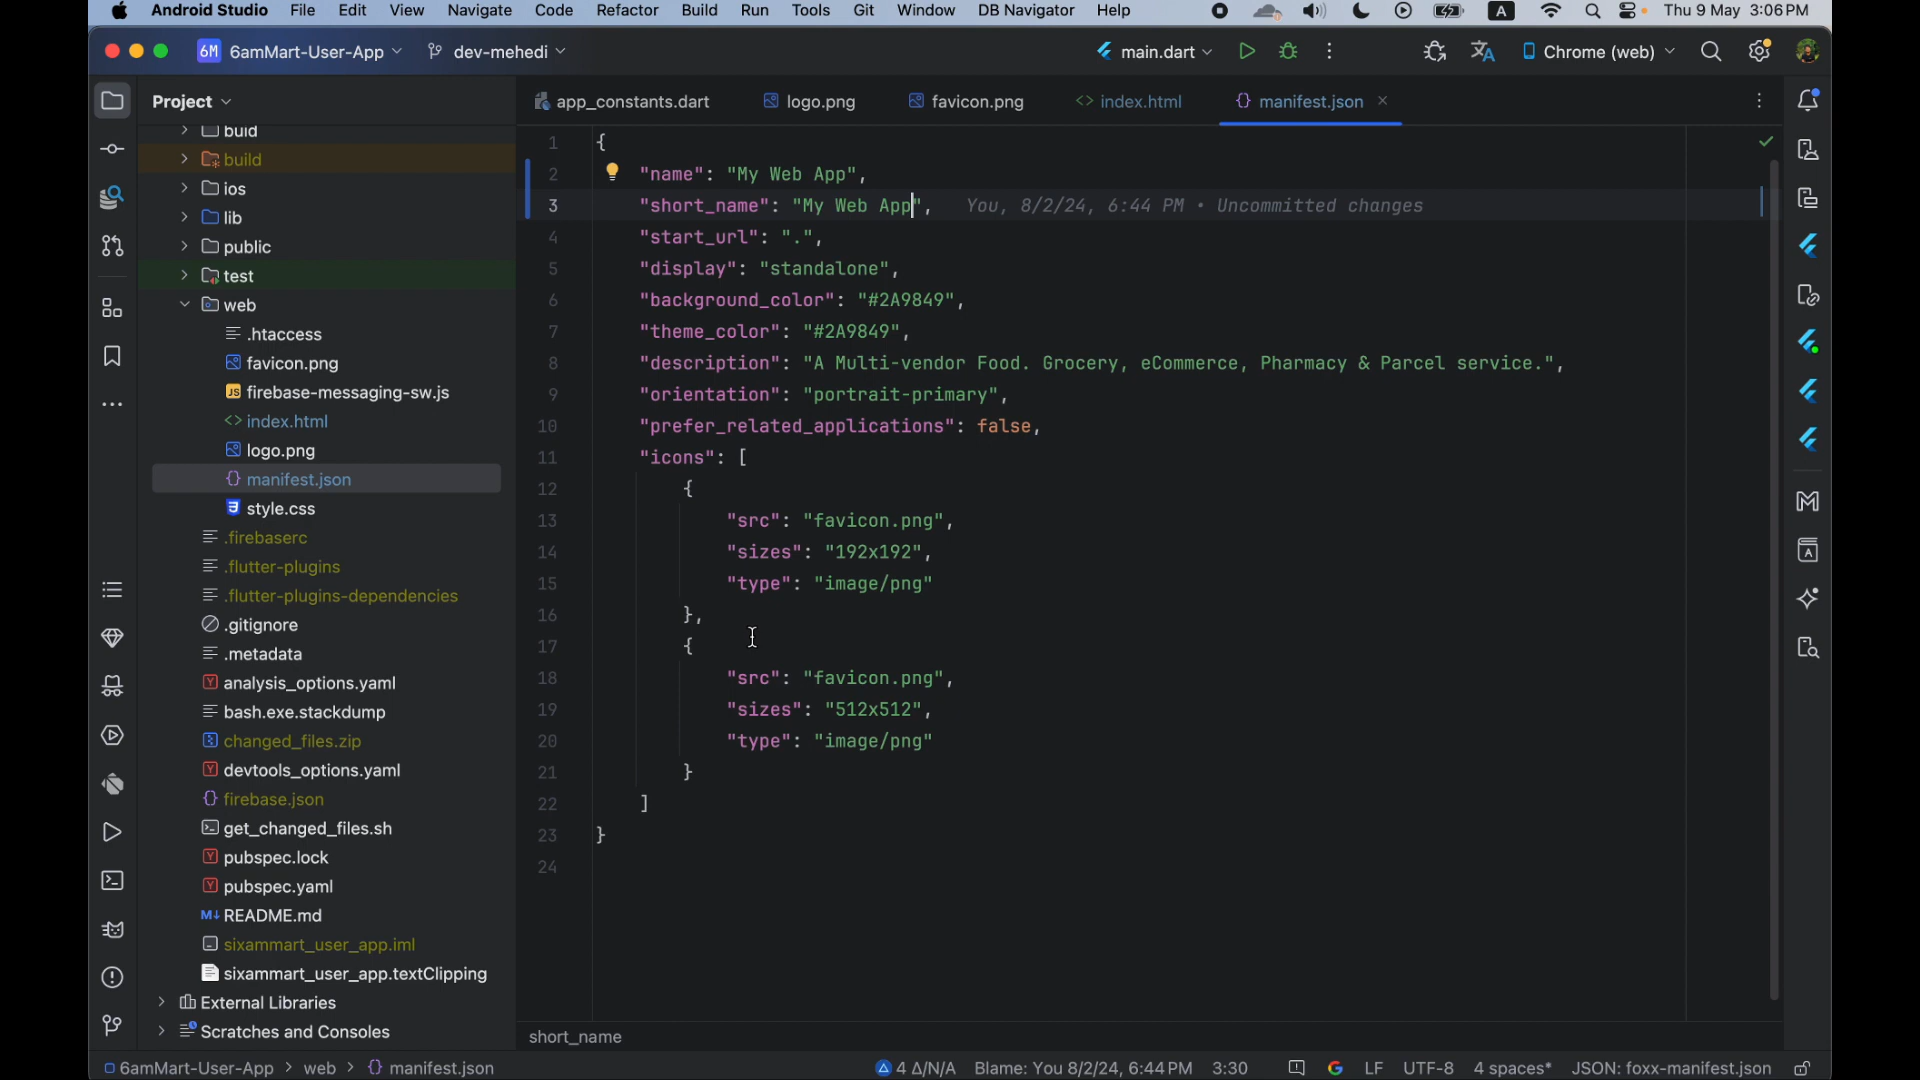 Android Studio File Edit View Navigate Code Refactor Build Run Tools Git Window DB Navigator Help A Thu 9 May 3:06 PM
6M 6amMart-User-App dev-mehedi main.dart Chrome (web)
Project app_constants.dart logo.png favicon.png <> index.html {} manifest.json
buid
build
ios
lib
public
test
web
.htaccess
favicon.png
JS firebase-messaging-sw.js
<> index.html
logo.png
{} manifest.json
style.css
.firebaserc
.flutter-plugins
.flutter-plugins-dependencies
.gitignore
.metadata
Y analysis_options.yaml
bash.exe.stackdump
changed_files.zip
Y devtools_options.yaml
{} firebase.json
get_changed_files.sh
Y pubspec.lock
Y pubspec.yaml
M↓ README.md
sixammart_user_app.iml
sixammart_user_app.textClipping
External Libraries
Scratches and Consoles
1 {
2 "name": "My Web App",
3 "short_name": "My Web App", You, 8/2/24, 6:44 PM • Uncommitted changes
4 "start_url": ".",
5 "display": "standalone",
6 "background_color": "#2A9849",
7 "theme_color": "#2A9849",
8 "description": "A Multi-vendor Food. Grocery, eCommerce, Pharmacy & Parcel service.",
9 "orientation": "portrait-primary",
10 "prefer_related_applications": false,
11 "icons": [
12 {
13 "src": "favicon.png",
14 "sizes": "192x192",
15 "type": "image/png"
16 },
17 {
18 "src": "favicon.png",
19 "sizes": "512x512",
20 "type": "image/png"
21 }
22 ]
23 }
24
short_name
6amMart-User-App > web > {} manifest.json 4 Δ/N/A Blame: You 8/2/24, 6:44 PM 3:30 G LF UTF-8 4 spaces* JSON: foxx-manifest.json